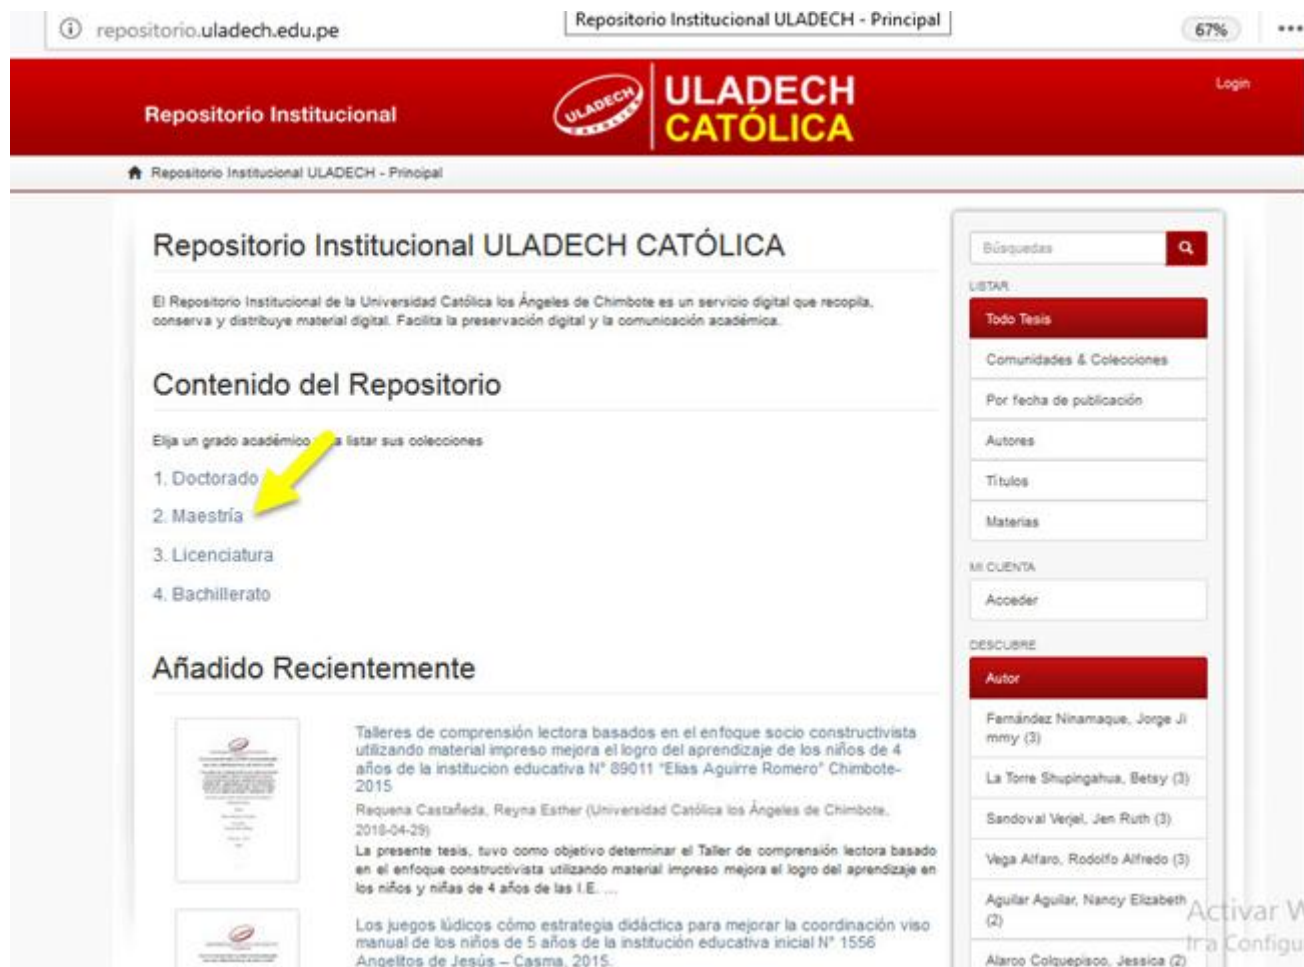 repositorio.uladech.edu.pe
Repositorio Institucional ULADECH - Principal
67%
Repositorio Institucional
ULADECH
CATÓLICA
ULADECH
CATÓLICA
Login
Repositorio Institucional ULADECH - Principal
Repositorio Institucional ULADECH CATÓLICA
El Repositorio Institucional de la Universidad Católica los Ángeles de Chimbote es un servicio digital que recopila,
conserva y distribuye material digital. Facilita la preservación digital y la comunicación académica.
Contenido del Repositorio
Elija un grado académico a listar sus colecciones
1. Doctorado
2. Maestría
3. Licenciatura
4. Bachillerato
Añadido Recientemente
Talleres de comprensión lectora basados en el enfoque socio constructivista
utilizando material impreso mejora el logro del aprendizaje de los niños de 4
años de la institucion educativa N° 89011 "Elias Aguirre Romero" Chimbote-
2015
Requena Castañeda, Reyna Esther (Universidad Católica los Ángeles de Chimbote,
2018-04-29)
La presente tesis, tuvo como objetivo determinar el Taller de comprensión lectora basado
en el enfoque constructivista utilizando material impreso mejora el logro del aprendizaje en
los niños y niñas de 4 años de las I.E. ...
Los juegos lúdicos cómo estrategia didáctica para mejorar la coordinación viso
manual de los niños de 5 años de la institución educativa inicial N° 1556
Angelitos de Jesús – Casma, 2015.
Búsquedas
LISTAR
Todo Tesis
Comunidades & Colecciones
Por fecha de publicación
Autores
Títulos
Materias
MI CUENTA
Acceder
DESCUBRE
Autor
Fernández Ninamaque, Jorge Ji
mmy (3)
La Torre Shupingahua, Betsy (3)
Sandoval Verjel, Jen Ruth (3)
Vega Alfaro, Rodolfo Alfredo (3)
Aguilar Aguilar, Nancy Elizabeth
(2)
Alarco Colquepisco, Jessica (2)
Activar W
Ir a Configu